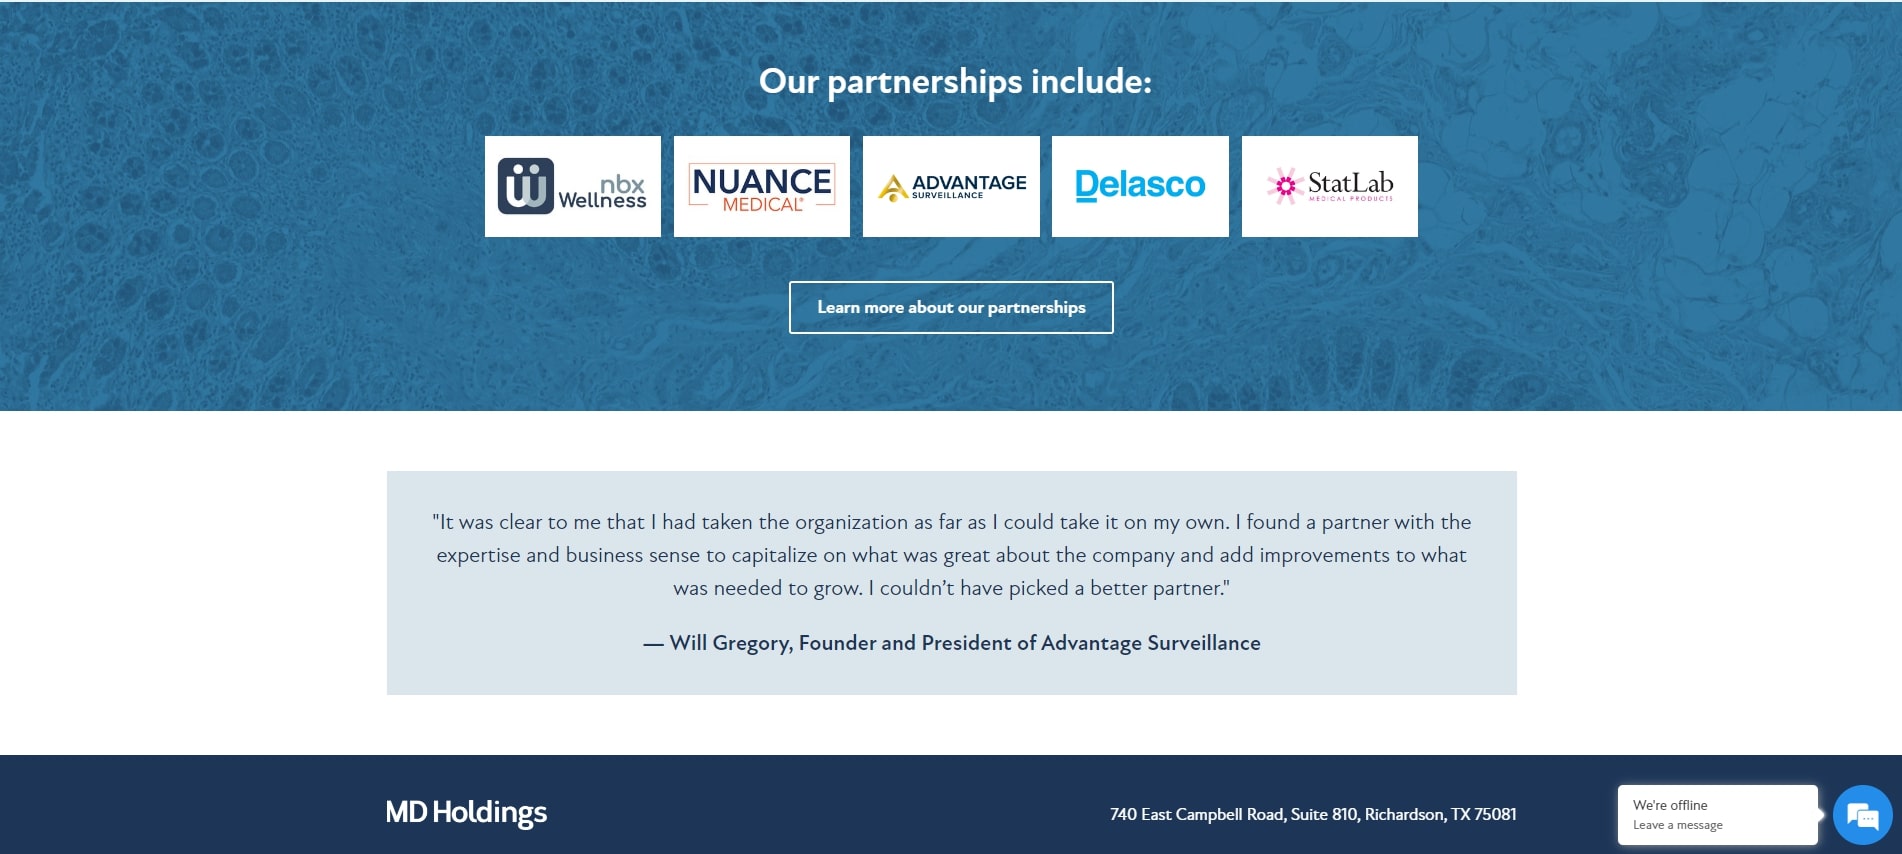 Our partnerships include:
nbx
Wellness
NUANCE
MEDICAL®
ADVANTAGE
SURVEILLANCE
Delasco
StatLab
MEDICAL PRODUCTS
Learn more about our partnerships
"It was clear to me that I had taken the organization as far as I could take it on my own. I found a partner with the
expertise and business sense to capitalize on what was great about the company and add improvements to what
was needed to grow. I couldn’t have picked a better partner."
— Will Gregory, Founder and President of Advantage Surveillance
MD Holdings
740 East Campbell Road, Suite 810, Richardson, TX 75081
We're offline
Leave a message